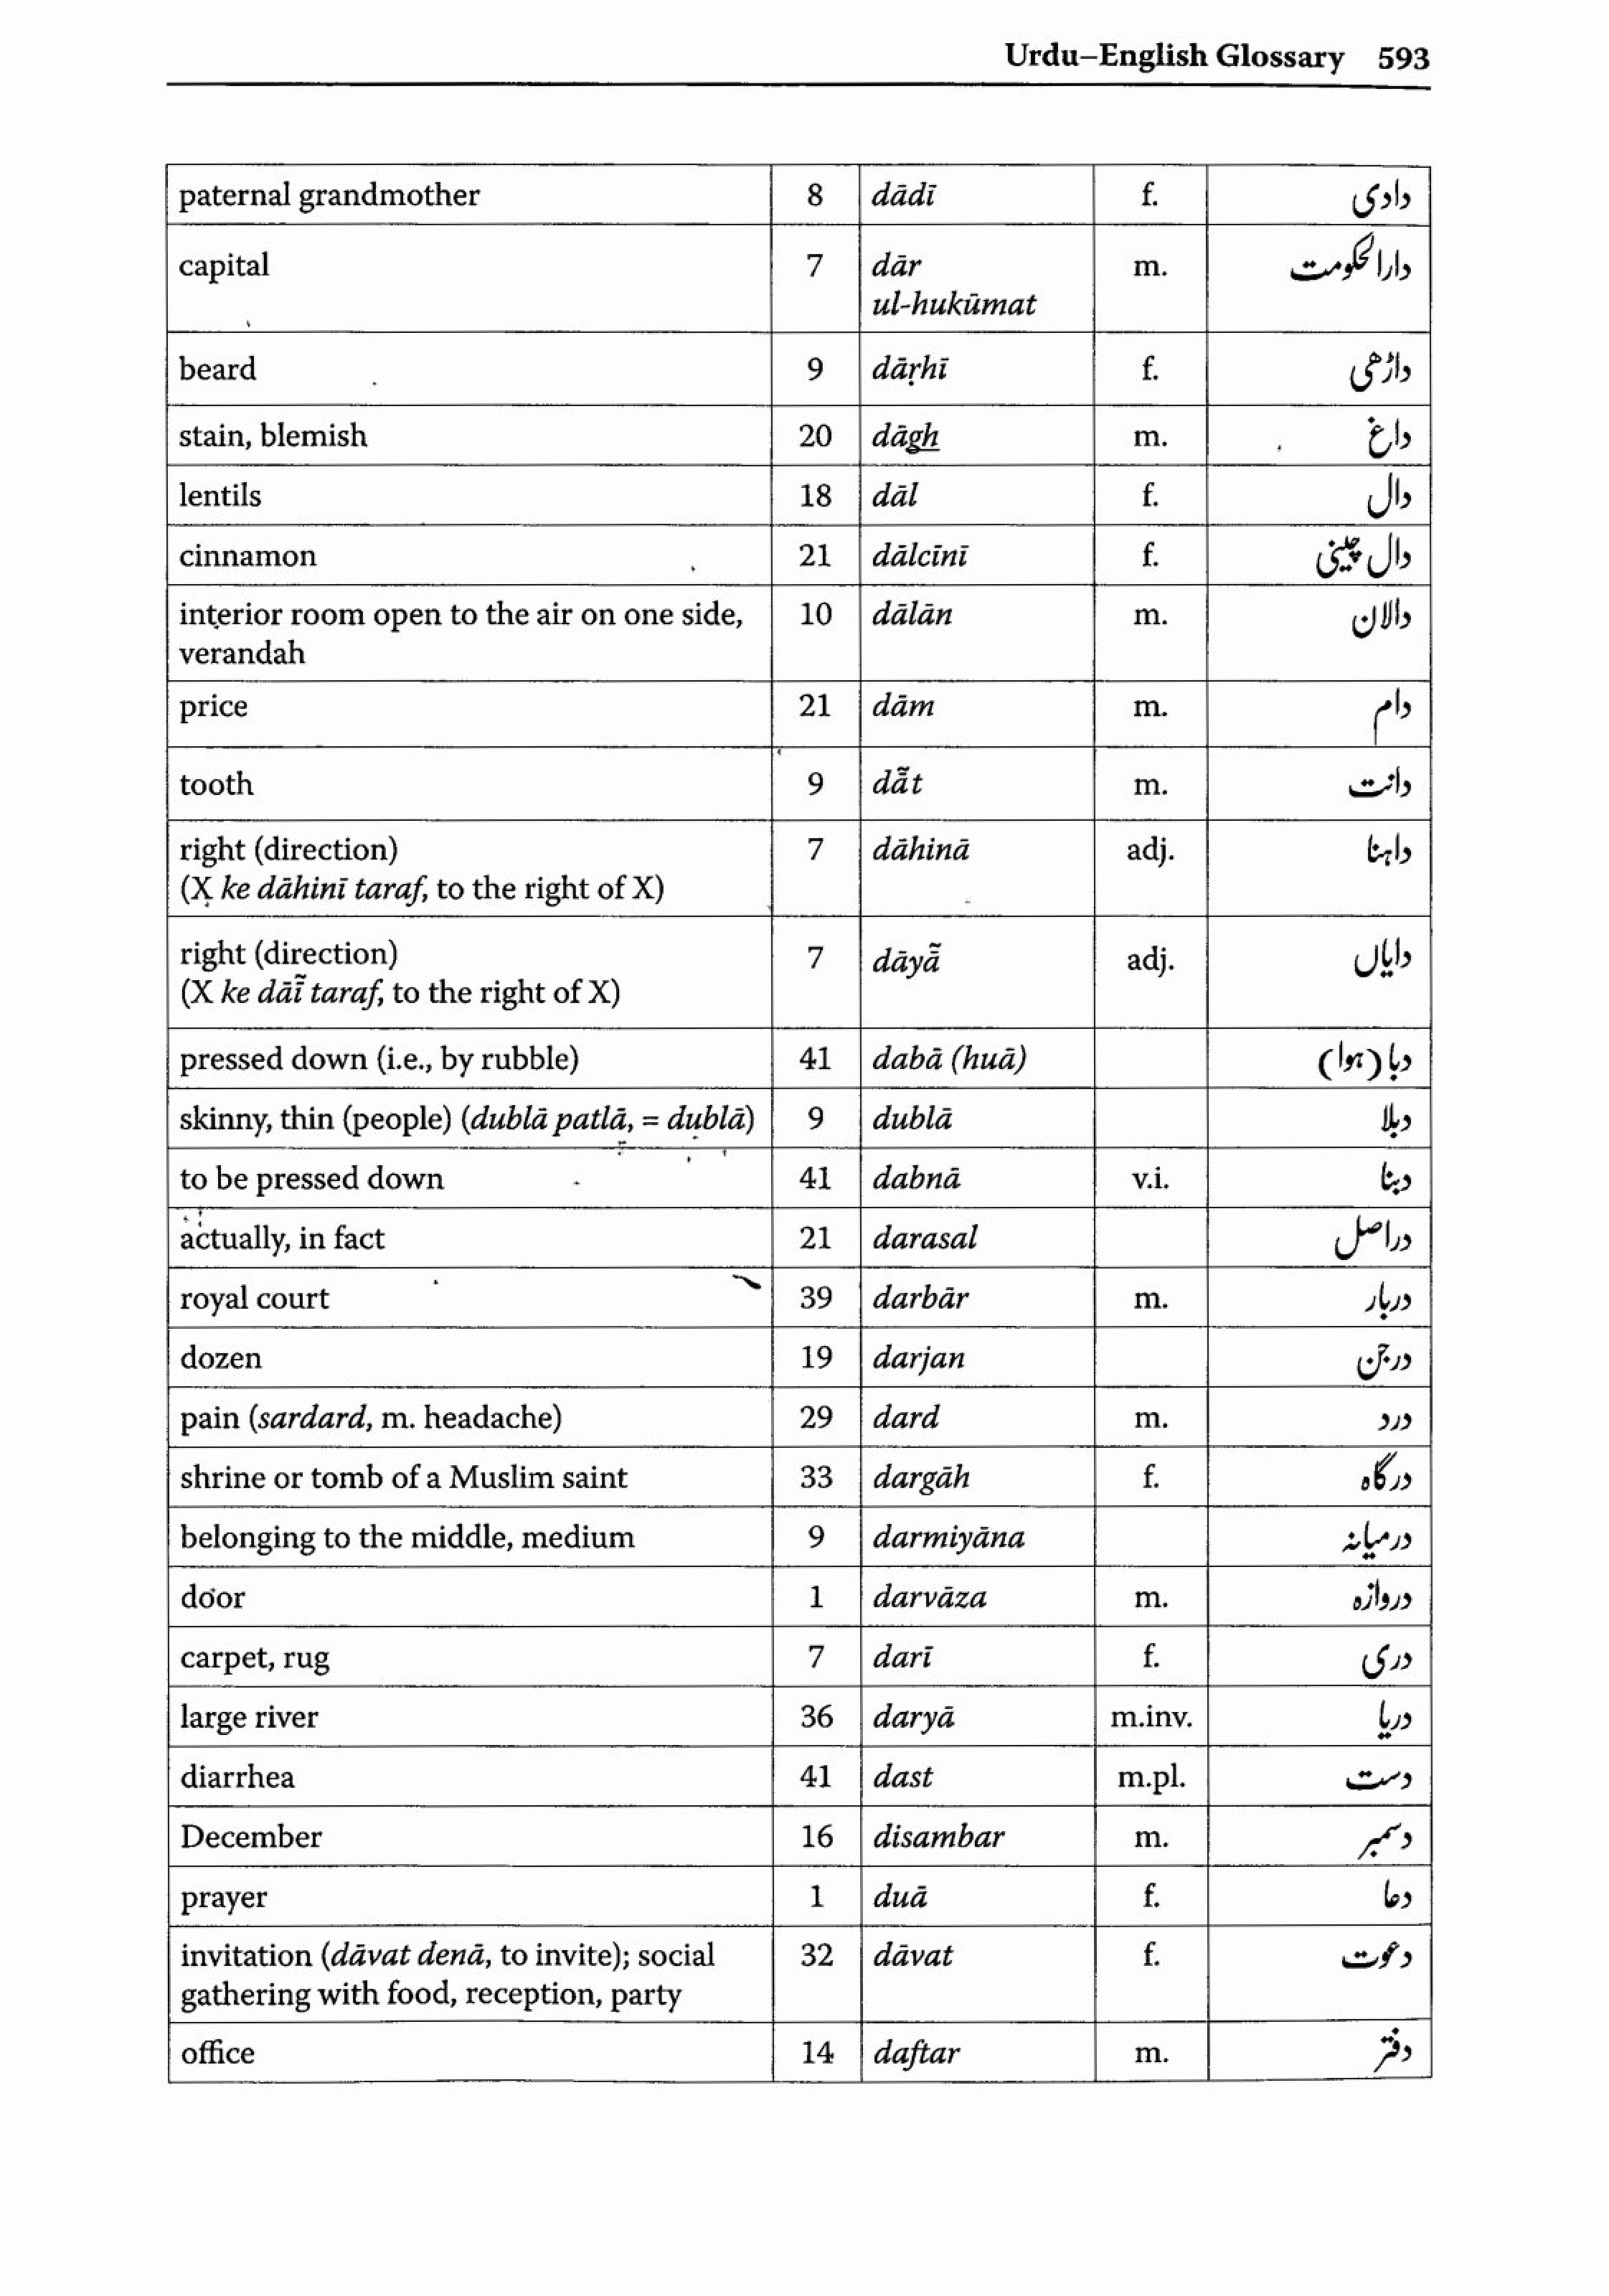 Urdu–English Glossary 593
paternal grandmother 8 dādī f. دادی
capital 7 dār m. دارالحکومت
ul-hukūmat
beard 9 dāṛhī f. داڑھی
stain, blemish 20 dāgh m. داغ
lentils 18 dāl f. دال
cinnamon 21 dālcīnī f. دال چینی
interior room open to the air on one side, 10 dālān m. دالان
verandah
price 21 dām m. دام
tooth 9 dā̃t m. دانت
right (direction) 7 dāhinā adj. داہنا
(X ke dāhinī taraf, to the right of X)
right (direction) 7 dāyā̃ adj. دایاں
(X ke dāī̃ taraf, to the right of X)
pressed down (i.e., by rubble) 41 dabā (huā) دبا (ہوا)
skinny, thin (people) (dublā patlā, = dublā) 9 dublā دبلا
to be pressed down 41 dabnā v.i. دبنا
actually, in fact 21 darasal دراصل
royal court 39 darbār m. دربار
dozen 19 darjan درجن
pain (sardard, m. headache) 29 dard m. درد
shrine or tomb of a Muslim saint 33 dargāh f. درگاہ
belonging to the middle, medium 9 darmiyāna درمیانہ
door 1 darvāza m. دروازہ
carpet, rug 7 darī f. دری
large river 36 daryā m.inv. دریا
diarrhea 41 dast m.pl. دست
December 16 disambar m. دسمبر
prayer 1 duā f. دعا
invitation (dāvat denā, to invite); social 32 dāvat f. دعوت
gathering with food, reception, party
office 14 daftar m. دفتر